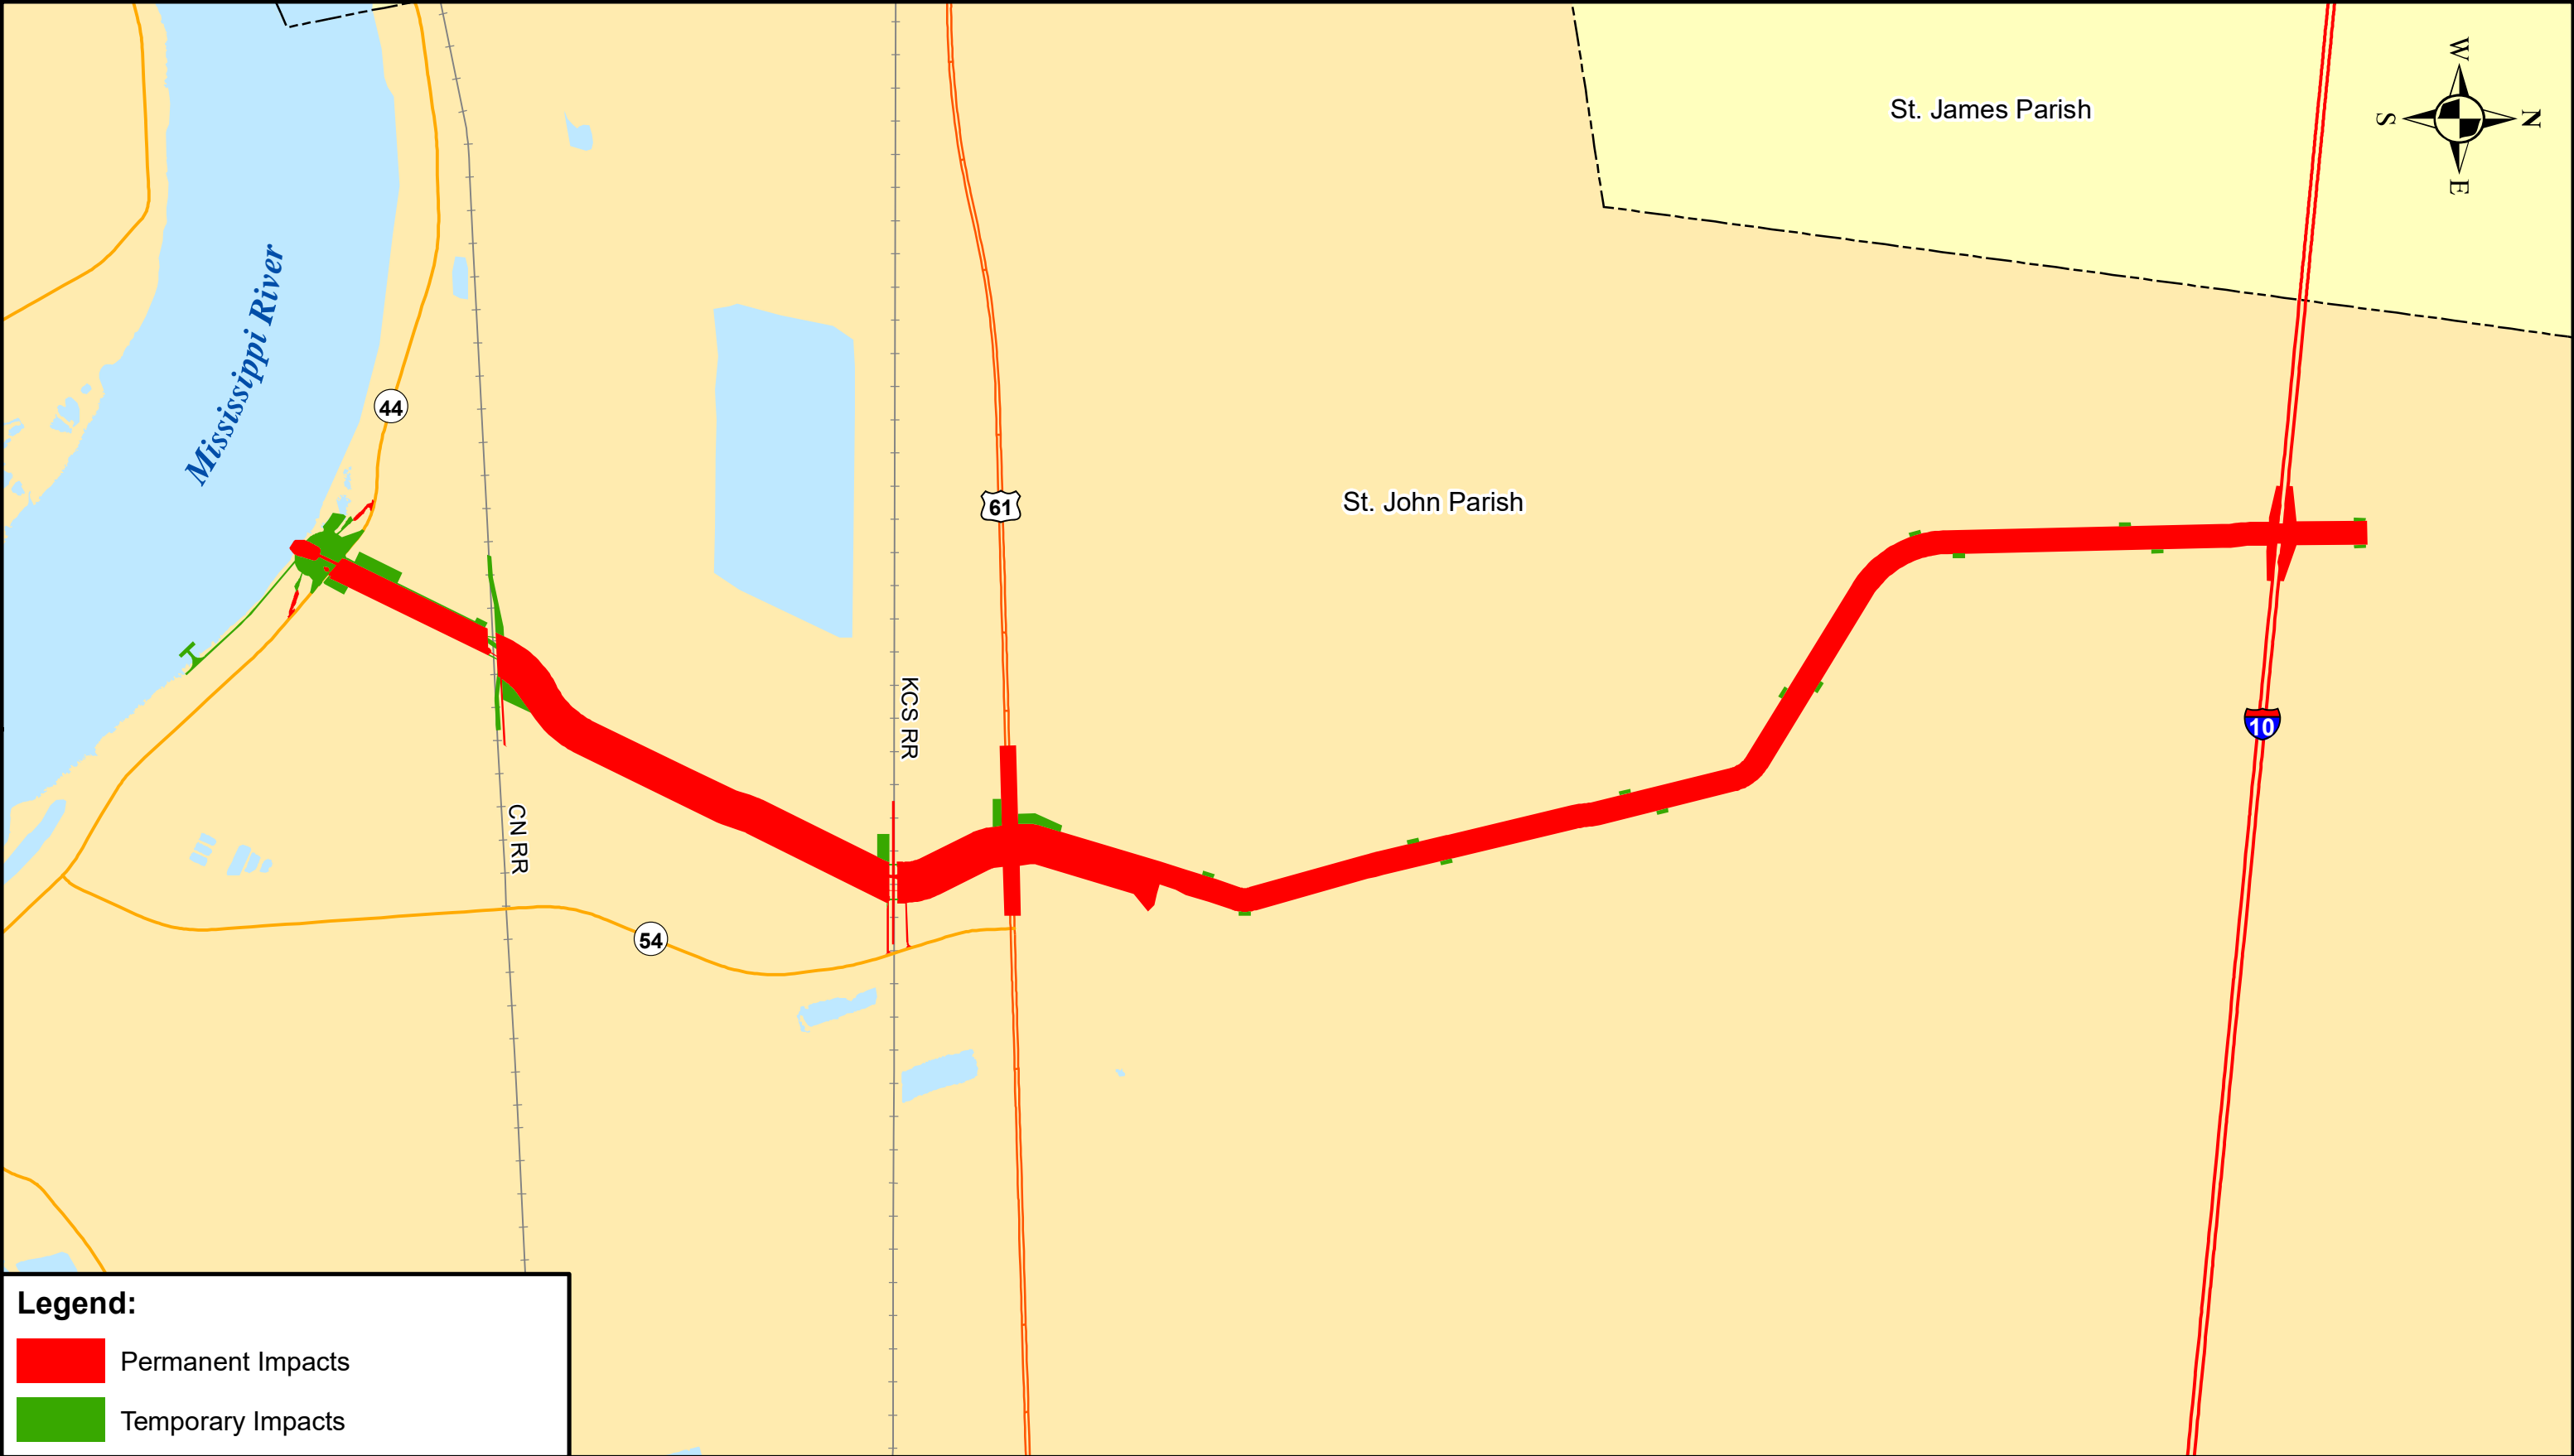 W
S
N
E
St. James Parish
Mississippi River
44
61
St. John Parish
KCS RR
10
CN RR
54
Legend:
Permanent Impacts
Temporary Impacts